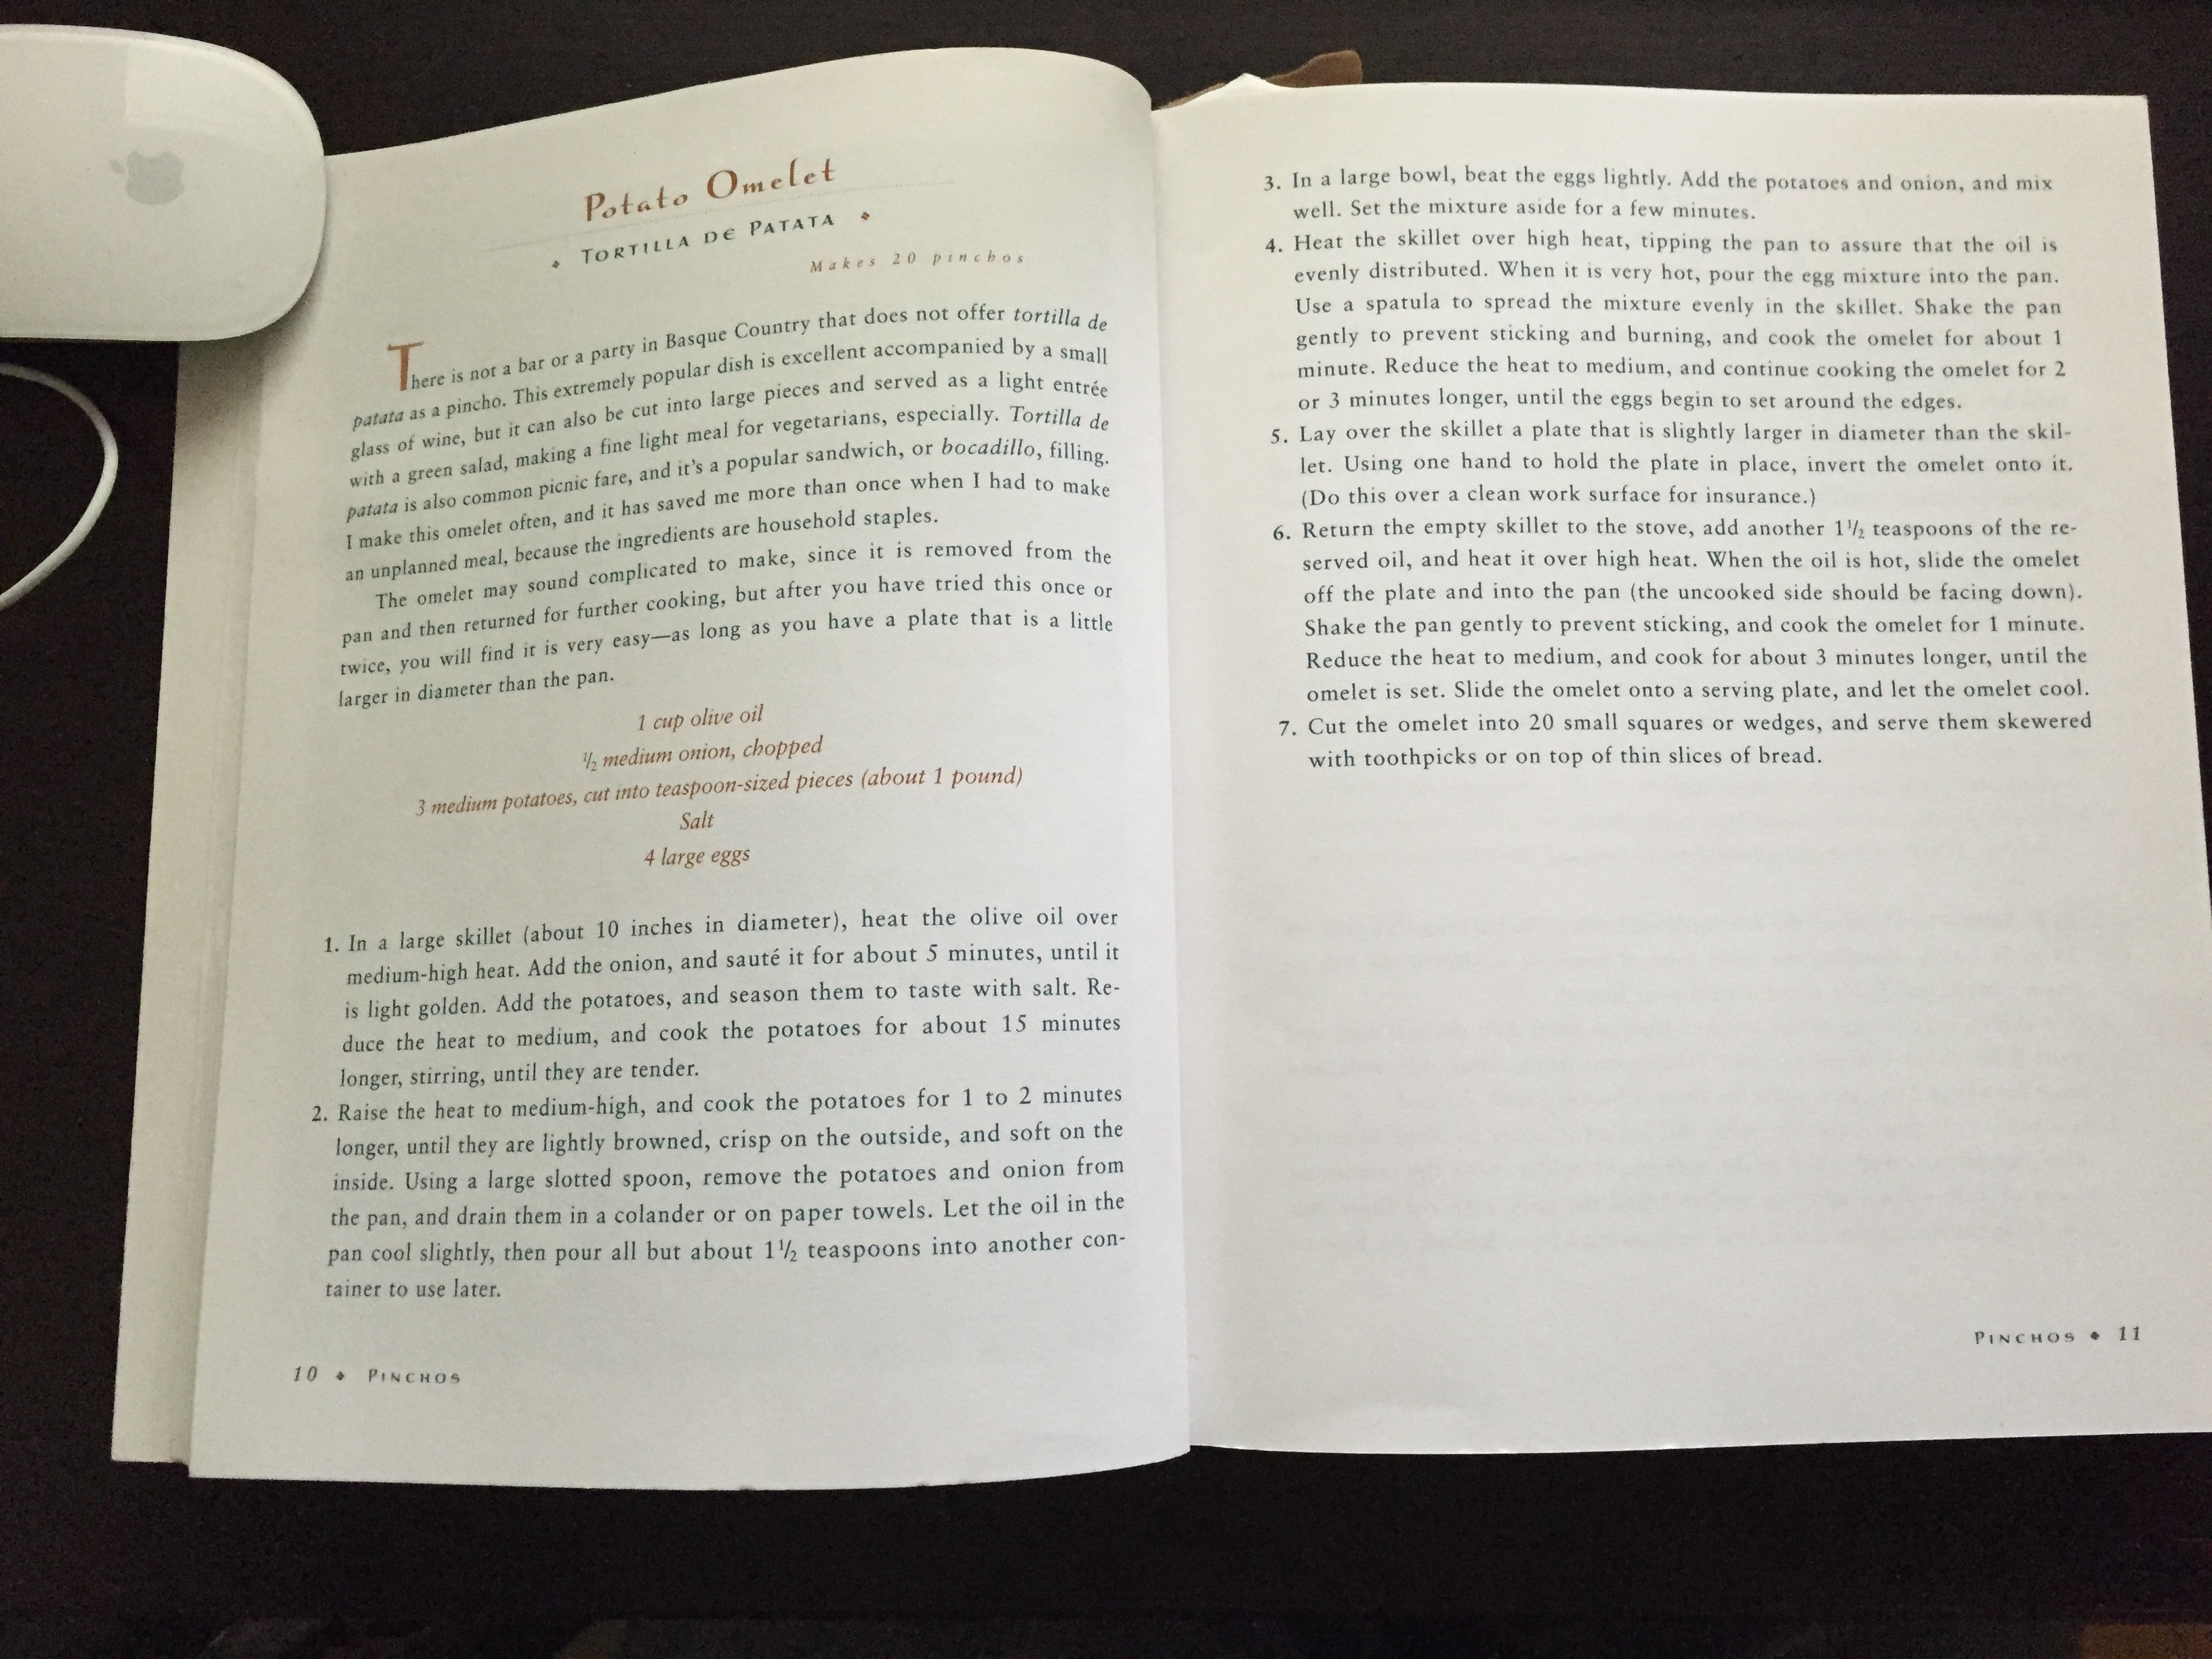 Potato Omelet
◆ TORTILLA DE PATATA ◆
Makes 20 pinchos
There is not a bar or a party in Basque Country that does not offer tortilla de
patata as a pincho. This extremely popular dish is excellent accompanied by a small
glass of wine, but it can also be cut into large pieces and served as a light entrée
with a green salad, making a fine light meal for vegetarians, especially. Tortilla de
patata is also common picnic fare, and it's a popular sandwich, or bocadillo, filling.
I make this omelet often, and it has saved me more than once when I had to make
an unplanned meal, because the ingredients are household staples.
The omelet may sound complicated to make, since it is removed from the
pan and then returned for further cooking, but after you have tried this once or
twice, you will find it is very easy—as long as you have a plate that is a little
larger in diameter than the pan.
1 cup olive oil
1/2 medium onion, chopped
3 medium potatoes, cut into teaspoon-sized pieces (about 1 pound)
Salt
4 large eggs
1. In a large skillet (about 10 inches in diameter), heat the olive oil over
medium-high heat. Add the onion, and sauté it for about 5 minutes, until it
is light golden. Add the potatoes, and season them to taste with salt. Re-
duce the heat to medium, and cook the potatoes for about 15 minutes
longer, stirring, until they are tender.
2. Raise the heat to medium-high, and cook the potatoes for 1 to 2 minutes
longer, until they are lightly browned, crisp on the outside, and soft on the
inside. Using a large slotted spoon, remove the potatoes and onion from
the pan, and drain them in a colander or on paper towels. Let the oil in the
pan cool slightly, then pour all but about 1 1/2 teaspoons into another con-
tainer to use later.
10 ◆ PINCHOS
3. In a large bowl, beat the eggs lightly. Add the potatoes and onion, and mix
well. Set the mixture aside for a few minutes.
4. Heat the skillet over high heat, tipping the pan to assure that the oil is
evenly distributed. When it is very hot, pour the egg mixture into the pan.
Use a spatula to spread the mixture evenly in the skillet. Shake the pan
gently to prevent sticking and burning, and cook the omelet for about 1
minute. Reduce the heat to medium, and continue cooking the omelet for 2
or 3 minutes longer, until the eggs begin to set around the edges.
5. Lay over the skillet a plate that is slightly larger in diameter than the skil-
let. Using one hand to hold the plate in place, invert the omelet onto it.
(Do this over a clean work surface for insurance.)
6. Return the empty skillet to the stove, add another 1 1/2 teaspoons of the re-
served oil, and heat it over high heat. When the oil is hot, slide the omelet
off the plate and into the pan (the uncooked side should be facing down).
Shake the pan gently to prevent sticking, and cook the omelet for 1 minute.
Reduce the heat to medium, and cook for about 3 minutes longer, until the
omelet is set. Slide the omelet onto a serving plate, and let the omelet cool.
7. Cut the omelet into 20 small squares or wedges, and serve them skewered
with toothpicks or on top of thin slices of bread.
PINCHOS ◆ 11